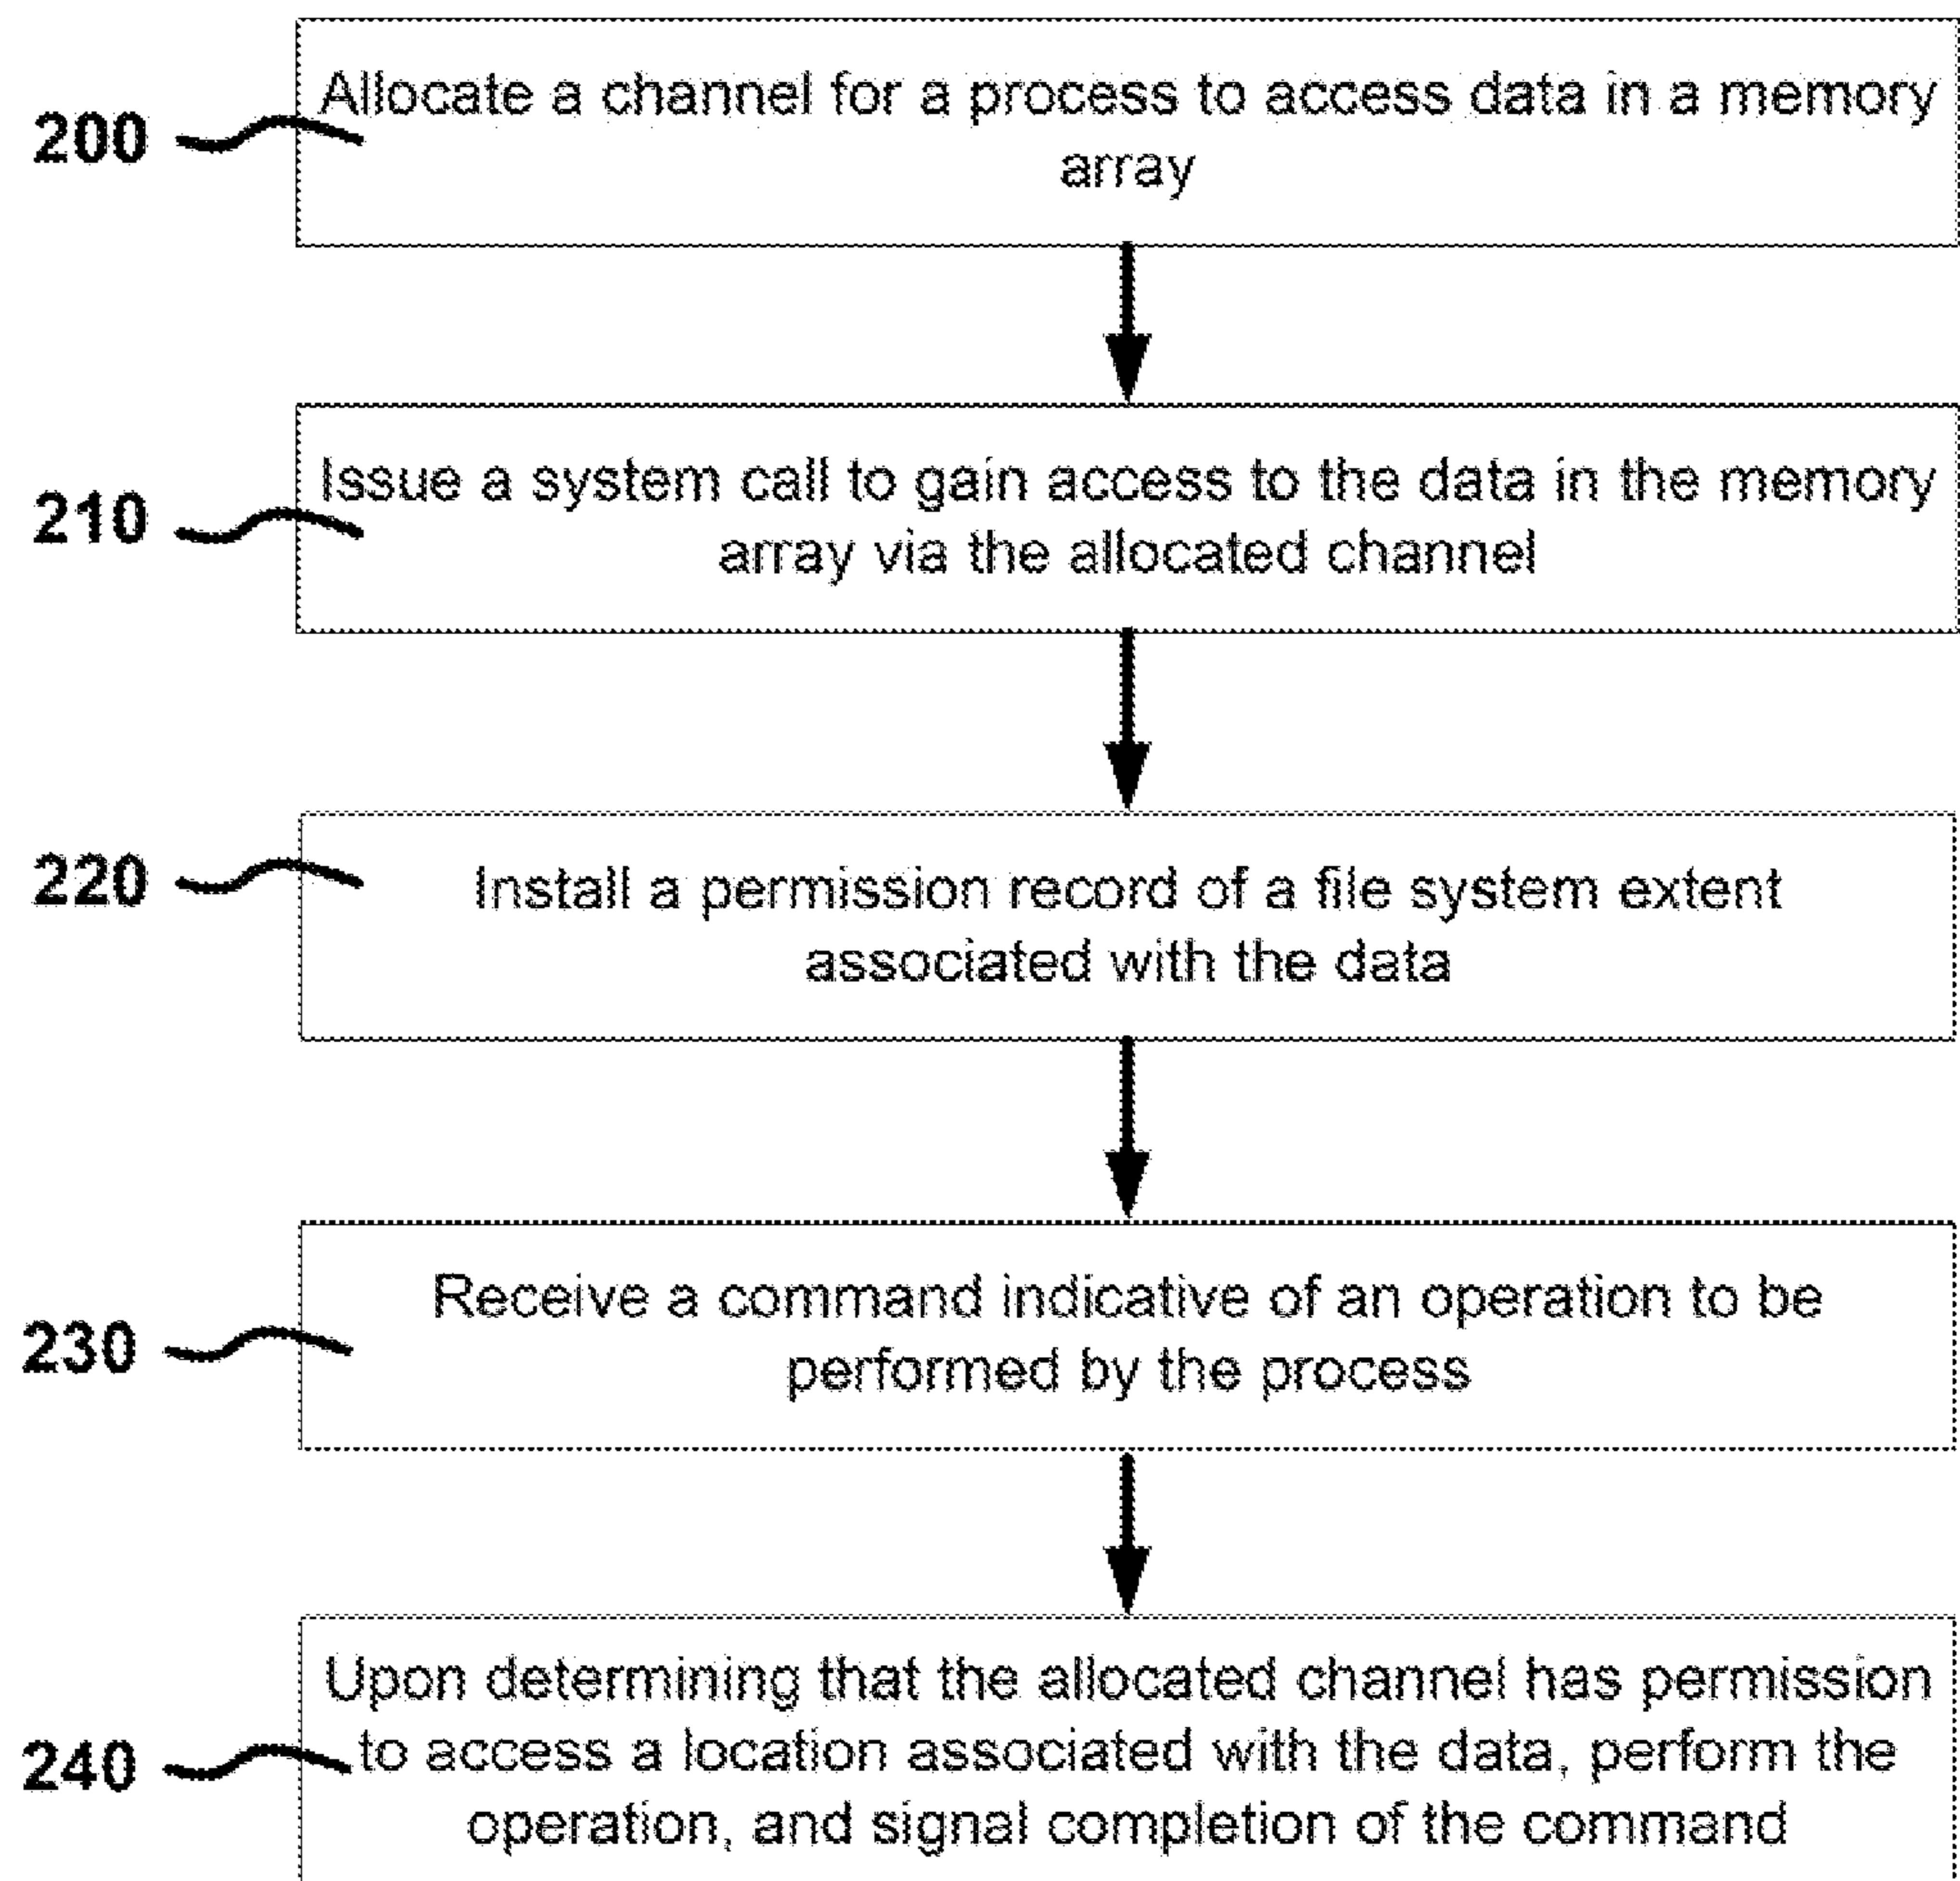 200
Allocate a channel for a process to access data in a memory
array
210
Issue a system call to gain access to the data in the memory
array via the allocated channel
220
Install a permission record of a file system extent
associated with the data
230
Receive a command indicative of an operation to be
performed by the process
240
Upon determining that the allocated channel has permission
to access a location associated with the data, perform the
operation, and signal completion of the command